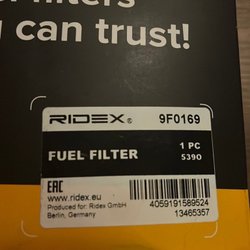 filters
can trust!
RIDEX® 9F0169
FUEL FILTER
1 PC
5390
EAC
www.ridex.eu
Produced for: Ridex GmbH
Berlin, Germany
4059191589524
13465357